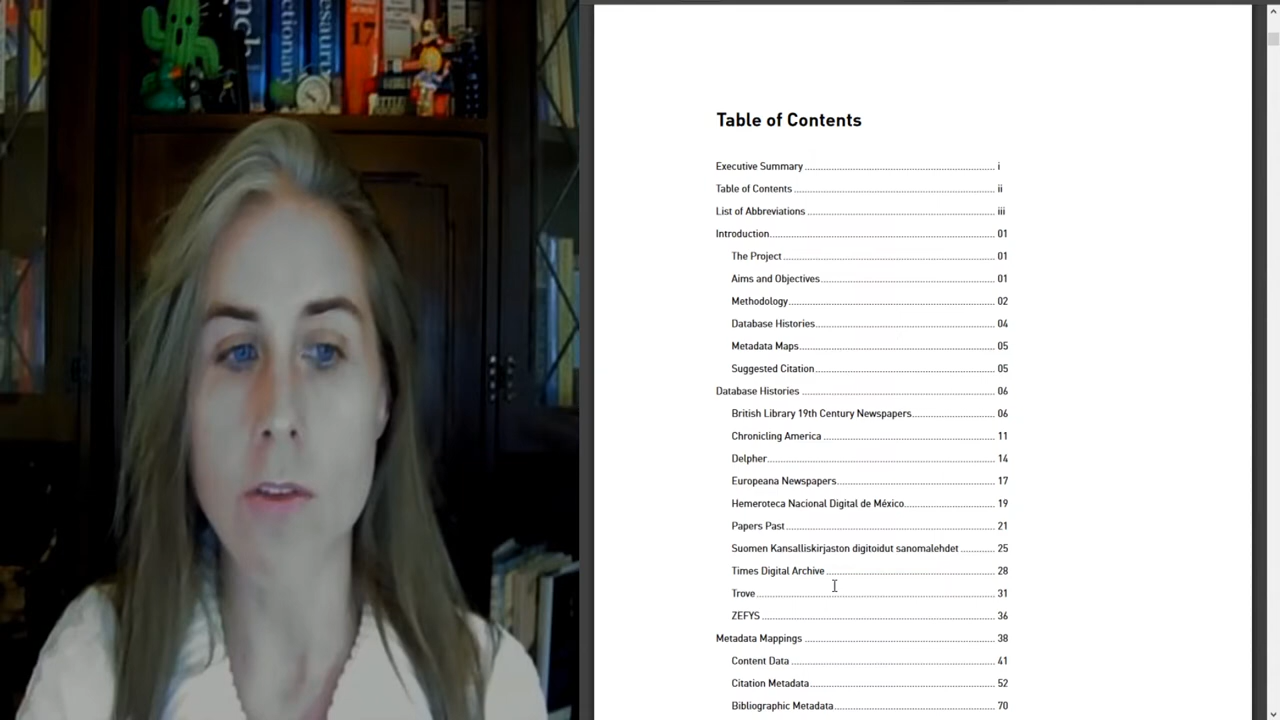 nch
ctionary
17
Table of Contents
Executive Summary ........ i
Table of Contents ........ ii
List of Abbreviations ........ iii
Introduction ........ 01
The Project ........ 01
Aims and Objectives ........ 01
Methodology ........ 02
Database Histories ........ 04
Metadata Maps ........ 05
Suggested Citation ........ 05
Database Histories ........ 06
British Library 19th Century Newspapers ........ 06
Chronicling America ........ 11
Delpher ........ 14
Europeana Newspapers ........ 17
Hemeroteca Nacional Digital de México ........ 19
Papers Past ........ 21
Suomen Kansalliskirjaston digitoidut sanomalehdet ........ 25
Times Digital Archive ........ 28
Trove ........ 31
ZEFYS ........ 36
Metadata Mappings ........ 38
Content Data ........ 41
Citation Metadata ........ 52
Bibliographic Metadata ........ 70